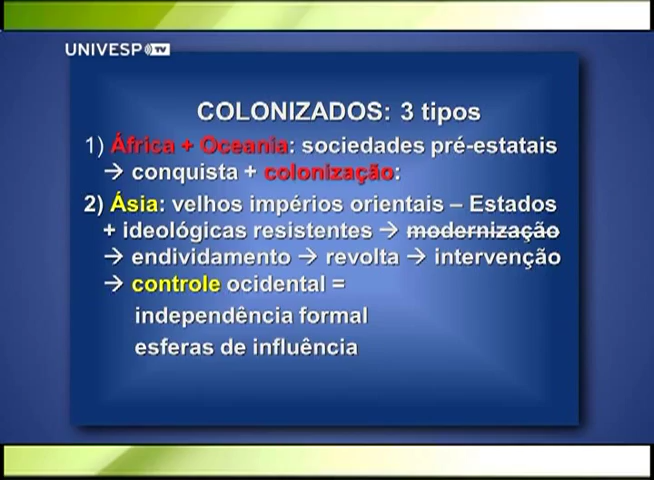 UNIVESP TV
COLONIZADOS: 3 tipos
1) África + Oceania: sociedades pré-estatais
→ conquista + colonização:
2) Ásia: velhos impérios orientais – Estados
+ ideológicas resistentes → modernização
→ endividamento → revolta → intervenção
→ controle ocidental =
independência formal
esferas de influência